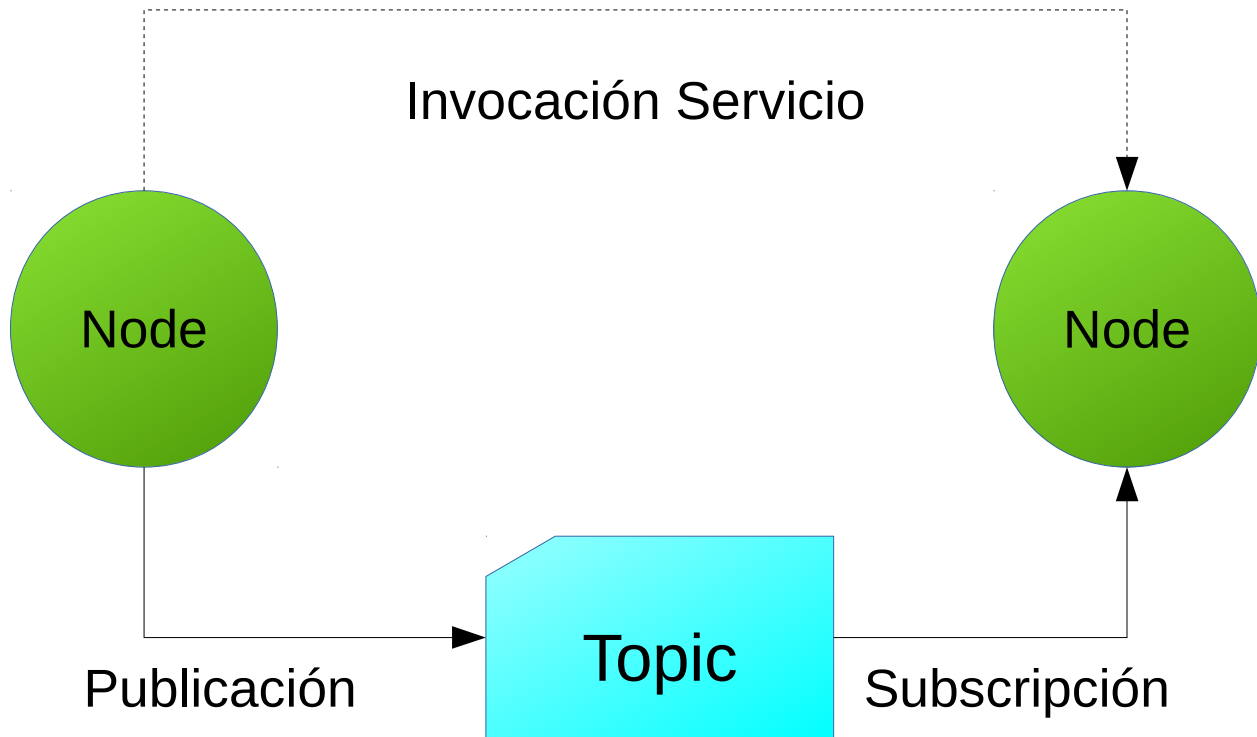 Invocación Servicio
Node
Node
Topic
Publicación
Subscripción